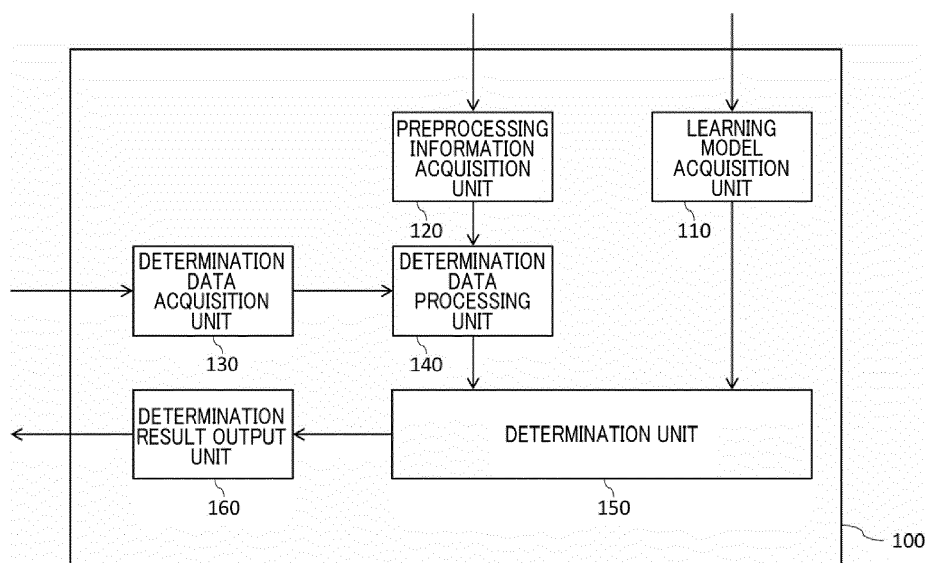 PREPROCESSING
INFORMATION
ACQUISITION
UNIT
120
LEARNING
MODEL
ACQUISITION
UNIT
110
DETERMINATION
DATA
ACQUISITION
UNIT
130
DETERMINATION
DATA
PROCESSING
UNIT
140
DETERMINATION
RESULT OUTPUT
UNIT
160
DETERMINATION UNIT
150
100